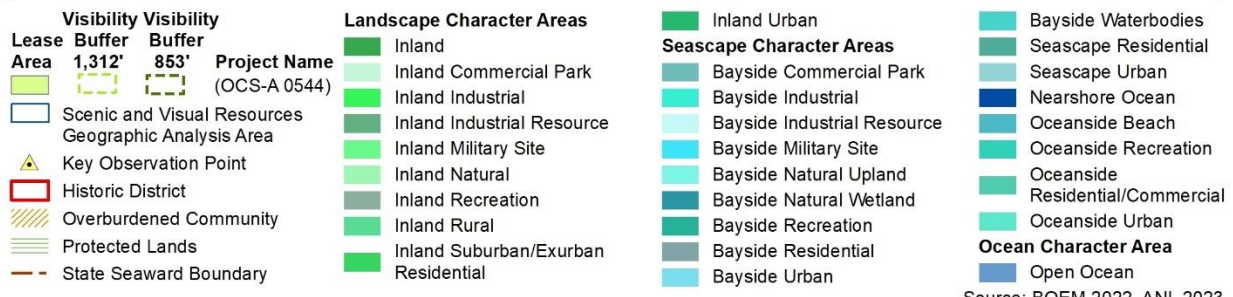 Visibility Visibility
Lease Buffer Buffer
Area 1,312' 853' Project Name
(OCS-A 0544)
Scenic and Visual Resources
Geographic Analysis Area
Key Observation Point
Historic District
Overburdened Community
Protected Lands
State Seaward Boundary
Landscape Character Areas
Inland
Inland Commercial Park
Inland Industrial
Inland Industrial Resource
Inland Military Site
Inland Natural
Inland Recreation
Inland Rural
Inland Suburban/Exurban
Residential
Inland Urban
Seascape Character Areas
Bayside Commercial Park
Bayside Industrial
Bayside Industrial Resource
Bayside Military Site
Bayside Natural Upland
Bayside Natural Wetland
Bayside Recreation
Bayside Residential
Bayside Urban
Bayside Waterbodies
Seascape Residential
Seascape Urban
Nearshore Ocean
Oceanside Beach
Oceanside Recreation
Oceanside
Residential/Commercial
Oceanside Urban
Ocean Character Area
Open Ocean
Source: BOEM 2022, ANL 2023